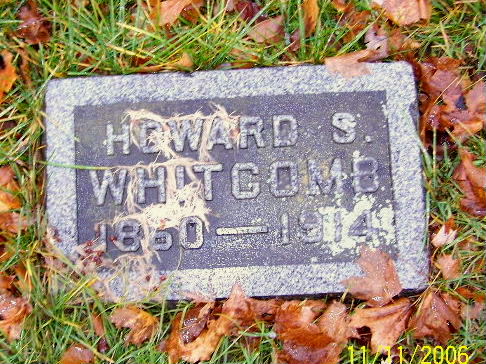 HOWARD S.
WHITCOMB
1860 — 1914
11/11/2006